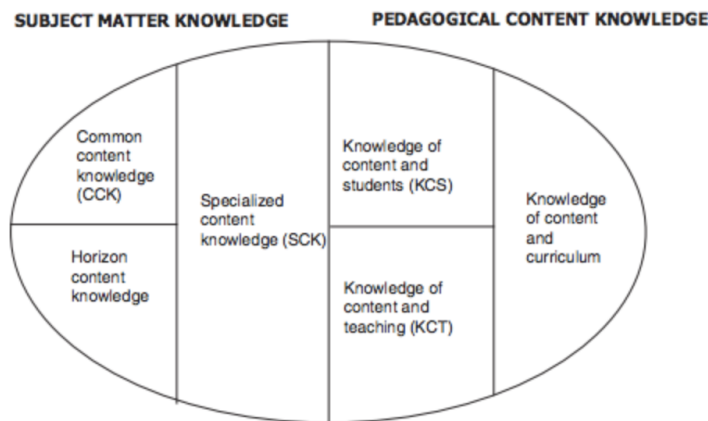 SUBJECT MATTER KNOWLEDGE
PEDAGOGICAL CONTENT KNOWLEDGE
Common
content
knowledge
(CCK)
Horizon
content
knowledge
Specialized
content
knowledge (SCK)
Knowledge of
content and
students (KCS)
Knowledge of
content and
teaching (KCT)
Knowledge
of content
and
curriculum